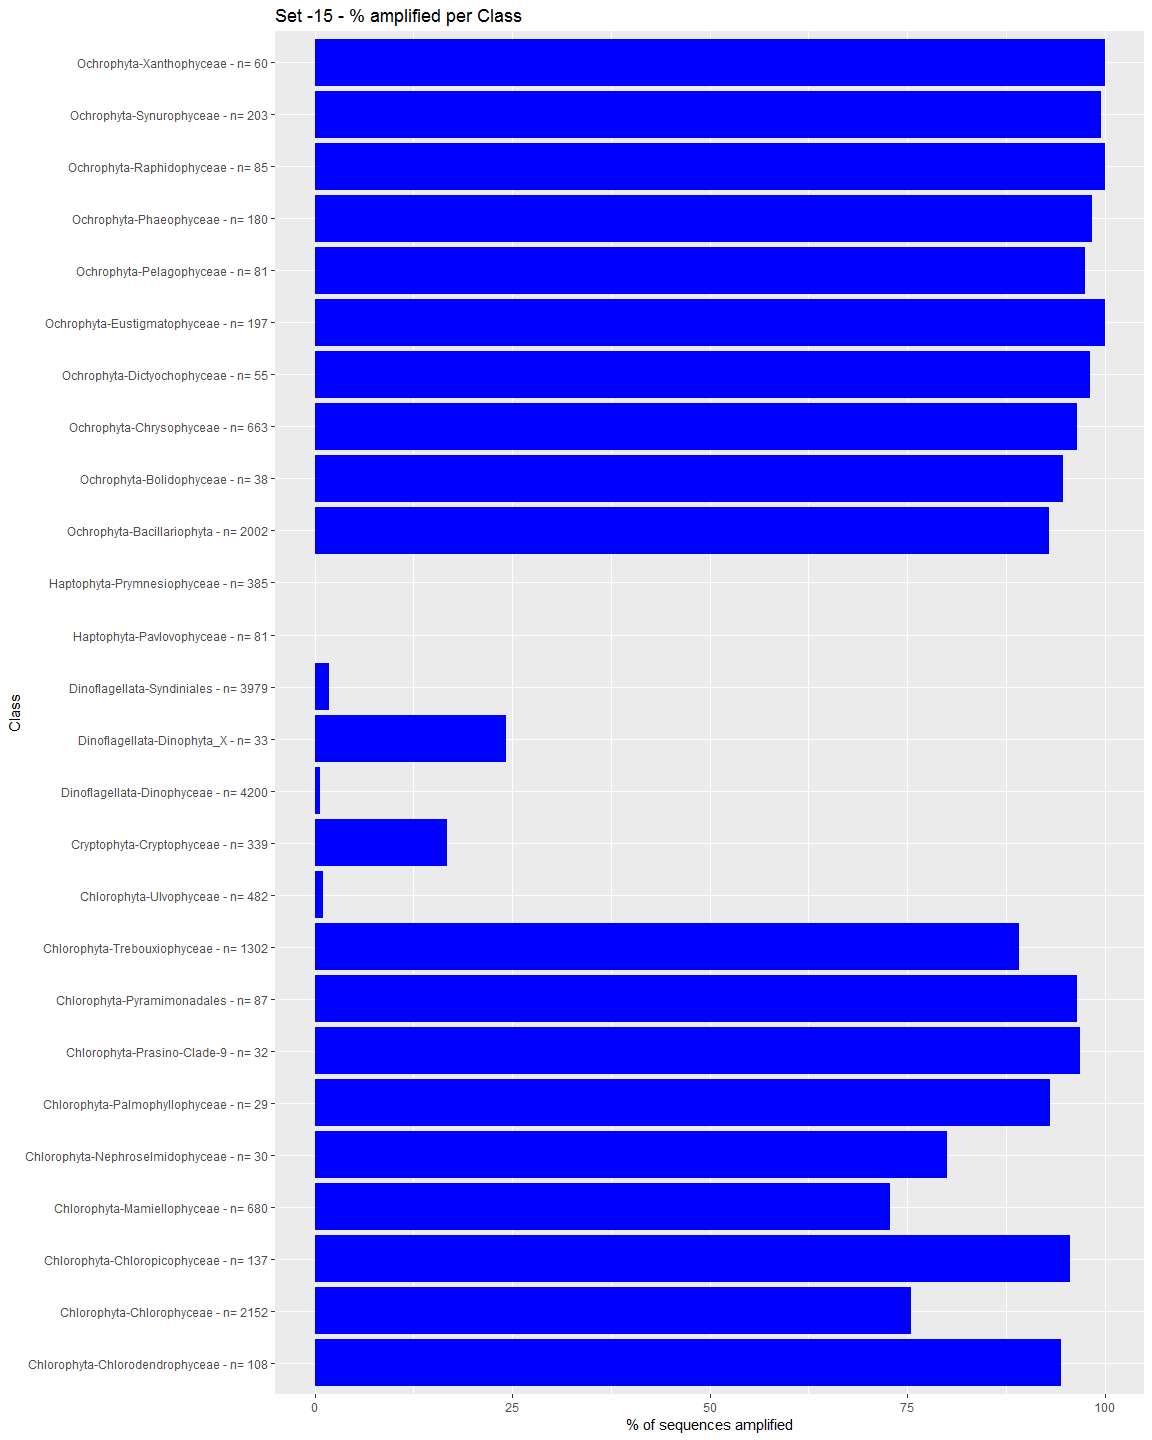 Set -15 - % amplified per Class
Ochrophyta-Xanthophyceae - n= 60
Ochrophyta-Synurophyceae - n= 203
Ochrophyta-Raphidophyceae - n= 85
Ochrophyta-Phaeophyceae - n= 180
Ochrophyta-Pelagophyceae - n= 81
Ochrophyta-Eustigmatophyceae - n= 197
Ochrophyta-Dictyochophyceae - n= 55
Ochrophyta-Chrysophyceae - n= 663
Ochrophyta-Bolidophyceae - n= 38
Ochrophyta-Bacillariophyta - n= 2002
Haptophyta-Prymnesiophyceae - n= 385
Haptophyta-Pavlovophyceae - n= 81
Dinoflagellata-Syndiniales - n= 3979
Dinoflagellata-Dinophyta_X - n= 33
Dinoflagellata-Dinophyceae - n= 4200
Cryptophyta-Cryptophyceae - n= 339
Chlorophyta-Ulvophyceae - n= 482
Chlorophyta-Trebouxiophyceae - n= 1302
Chlorophyta-Pyramimonadales - n= 87
Chlorophyta-Prasino-Clade-9 - n= 32
Chlorophyta-Palmophyllophyceae - n= 29
Chlorophyta-Nephroselmidophyceae - n= 30
Chlorophyta-Mamiellophyceae - n= 680
Chlorophyta-Chloropicophyceae - n= 137
Chlorophyta-Chlorophyceae - n= 2152
Chlorophyta-Chlorodendrophyceae - n= 108
Class
0 25 50 75 100
% of sequences amplified